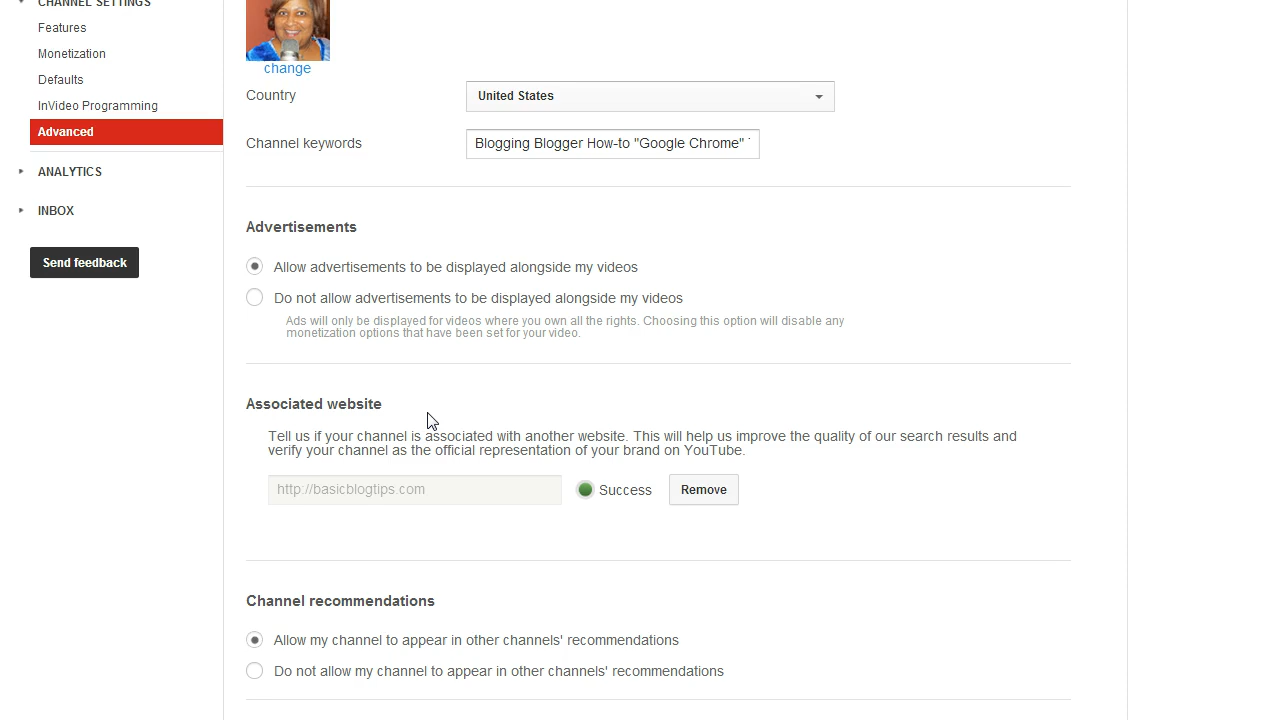 CHANNEL SETTINGS
Features
Monetization
Defaults
InVideo Programming
Advanced
ANALYTICS
INBOX
Send feedback
change
Country
United States
Channel keywords
Blogging Blogger How-to "Google Chrome"
Advertisements
Allow advertisements to be displayed alongside my videos
Do not allow advertisements to be displayed alongside my videos
Ads will only be displayed for videos where you own all the rights. Choosing this option will disable any
monetization options that have been set for your video.
Associated website
Tell us if your channel is associated with another website. This will help us improve the quality of our search results and
verify your channel as the official representation of your brand on YouTube.
http://basicblogtips.com
Success
Remove
Channel recommendations
Allow my channel to appear in other channels' recommendations
Do not allow my channel to appear in other channels' recommendations